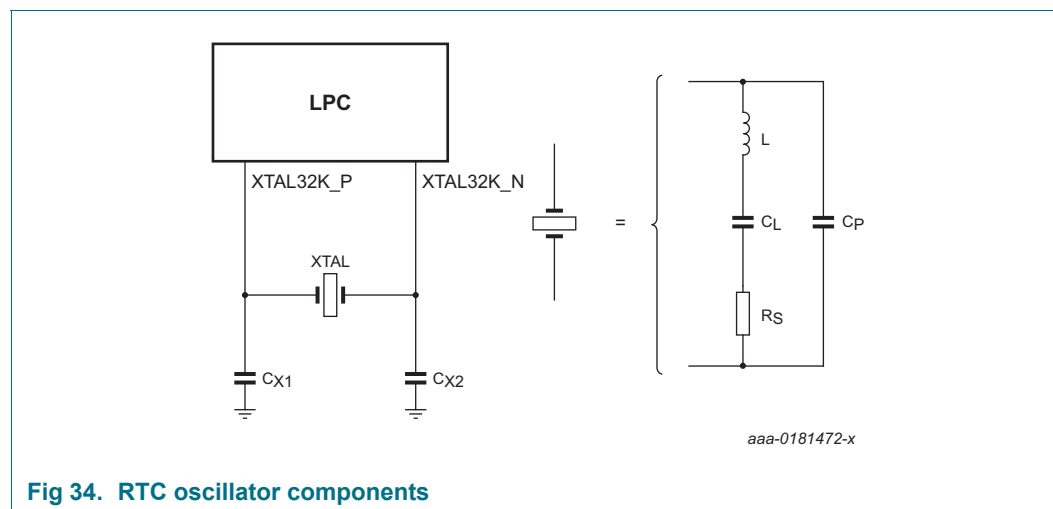 LPC
XTAL32K_P
XTAL32K_N
XTAL
CX1
CX2
=
L
CL
CP
RS
aaa-0181472-x
Fig 34. RTC oscillator components